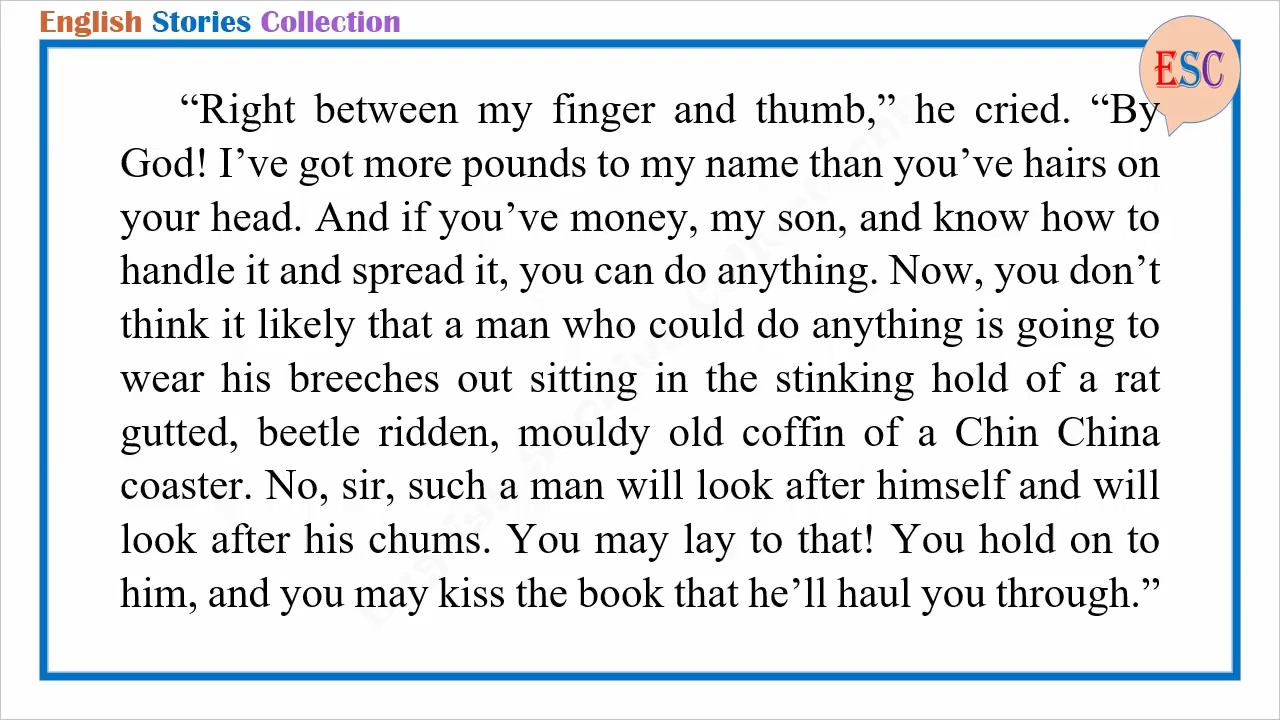 English Stories Collection
ESC
“Right between my finger and thumb,” he cried. “By
God! I’ve got more pounds to my name than you’ve hairs on
your head. And if you’ve money, my son, and know how to
handle it and spread it, you can do anything. Now, you don’t
think it likely that a man who could do anything is going to
wear his breeches out sitting in the stinking hold of a rat
gutted, beetle ridden, mouldy old coffin of a Chin China
coaster. No, sir, such a man will look after himself and will
look after his chums. You may lay to that! You hold on to
him, and you may kiss the book that he’ll haul you through.”